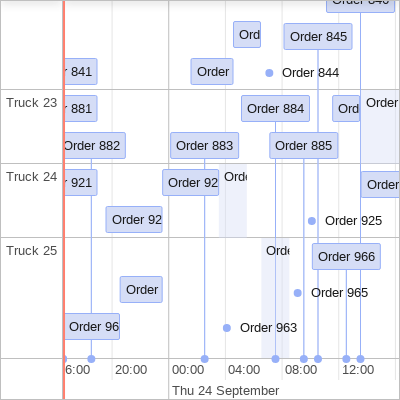 Ord
Order 845
r 841
Order
Order 844
Truck 23
r 881
Order 884
Ord
Order
Order 882
Order 883
Order 885
Truck 24
r 921
Order 92
Orde
Order
Order 92
Order 925
Truck 25
Orde
Order 966
Order
Order 965
Order 96
Order 963
6:00
20:00
00:00
04:00
08:00
12:00
Thu 24 September